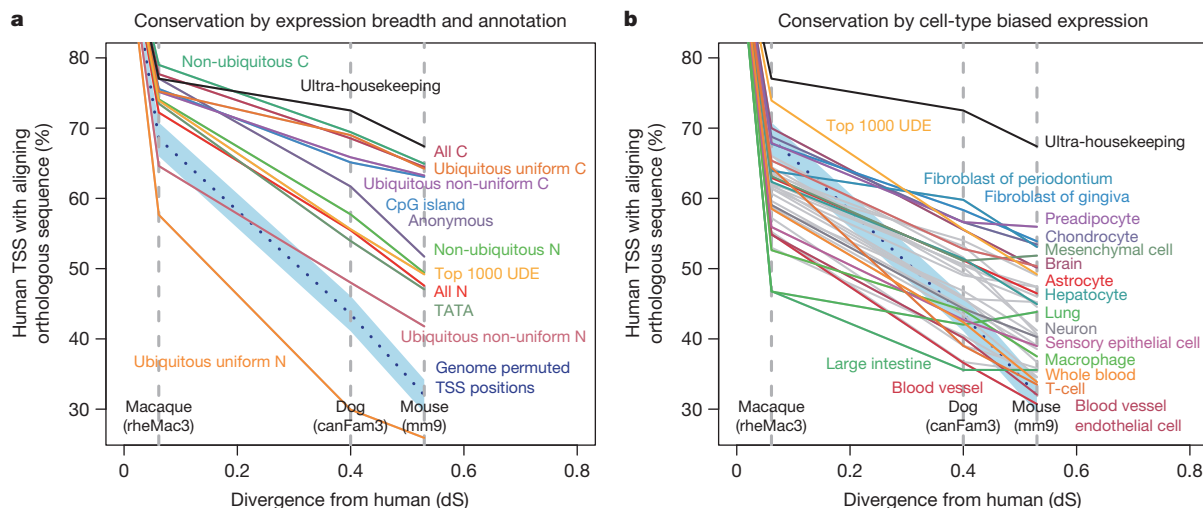 a Conservation by expression breadth and annotation
Human TSS with aligning
orthologous sequence (%)
80
70
60
50
40
30
Non-ubiquitous C
Ultra-housekeeping
All C
Ubiquitous uniform C
Ubiquitous non-uniform C
CpG island
Anonymous
Non-ubiquitous N
Top 1000 UDE
All N
TATA
Ubiquitous non-uniform N
Ubiquitous uniform N
Genome permuted
TSS positions
Macaque
(rheMac3)
Dog
(canFam3)
Mouse
(mm9)
0 0.2 0.4 0.6 0.8
Divergence from human (dS)
b Conservation by cell-type biased expression
Human TSS with aligning
orthologous sequence (%)
80
70
60
50
40
30
Top 1000 UDE
Ultra-housekeeping
Fibroblast of periodontium
Fibroblast of gingiva
Preadipocyte
Chondrocyte
Mesenchymal cell
Brain
Astrocyte
Hepatocyte
Lung
Neuron
Sensory epithelial cell
Macrophage
Large intestine
Whole blood
T-cell
Blood vessel
Blood vessel
endothelial cell
Macaque
(rheMac3)
Dog
(canFam3)
Mouse
(mm9)
0 0.2 0.4 0.6 0.8
Divergence from human (dS)